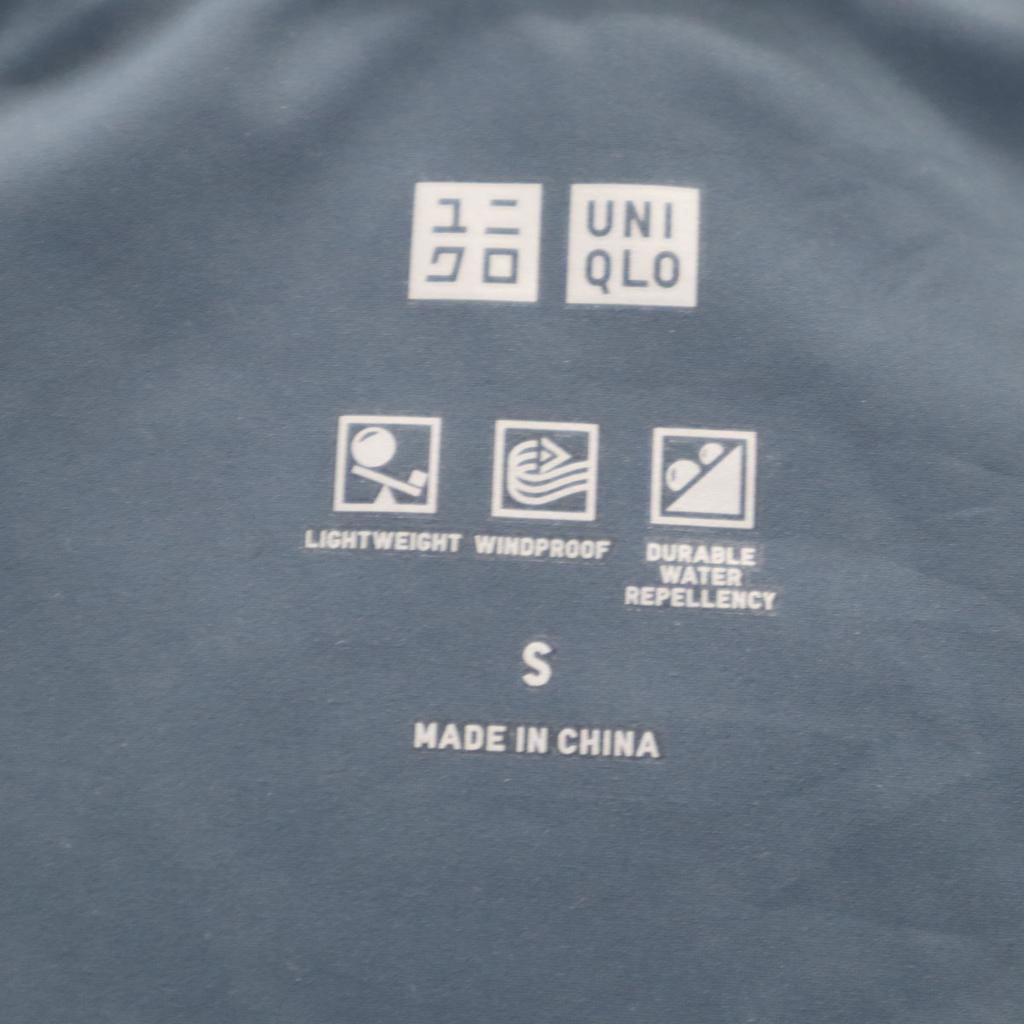 ユニ
クロ
UNI
QLO
LIGHTWEIGHT
WINDPROOF
DURABLE
WATER
REPELLENCY
S
MADE IN CHINA